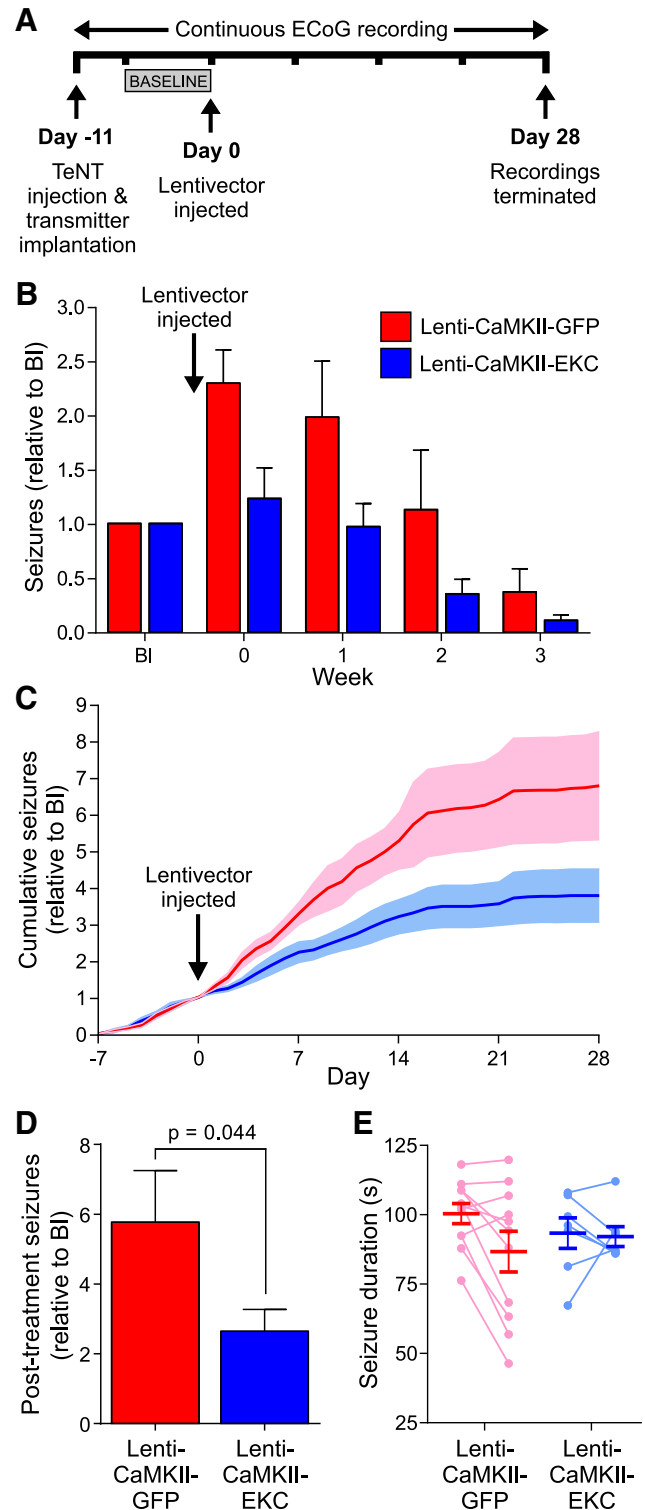 A
Continuous ECoG recording
BASELINE
Day -11
TeNT
injection &
transmitter
implantation
Day 0
Lentivector
injected
Day 28
Recordings
terminated
B
Lentivector
injected
Lenti-CaMKII-GFP
Lenti-CaMKII-EKC
Seizures (relative to Bl)
3.0
2.5
2.0
1.5
1.0
0.5
0.0
Bl 0 1 2 3
Week
C
Cumulative seizures
(relative to Bl)
9
8
7
6
5
4
3
2
1
0
Lentivector
injected
-7 0 7 14 21 28
Day
D
p = 0.044
Post-treatment seizures
(relative to Bl)
8
6
4
2
0
Lenti-
CaMKII-
GFP
Lenti-
CaMKII-
EKC
E
Seizure duration (s)
125
100
75
50
25
Lenti-
CaMKII-
GFP
Lenti-
CaMKII-
EKC